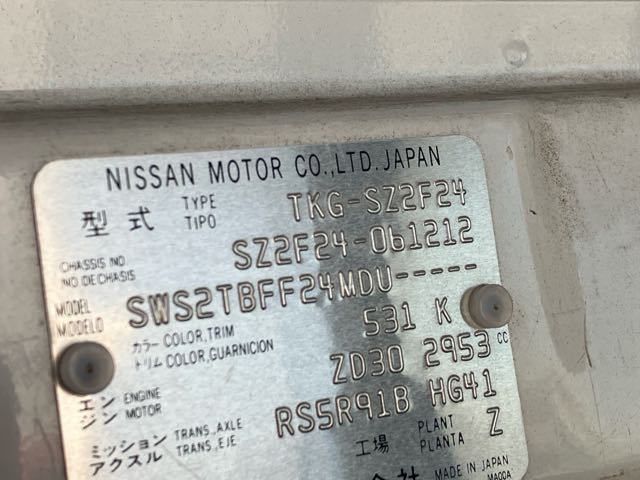 NISSAN MOTOR CO.,LTD.JAPAN
型式 TYPE TIPO TKG-SZ2F24
CHASSIS NO NO.DE CHASIS SZ2F24-061212
MODEL MODELO SWS2TBFF24MDU-----
カラー COLOR,TRIM トリム COLOR,GUARNICION 531 K
エンジン ENGINE MOTOR ZD30 2953 cc
ミッション アクスル TRANS.,AXLE TRANS.,EJE RS5R91B HG41
工場 PLANT PLANTA Z
会社 MADE IN JAPAN